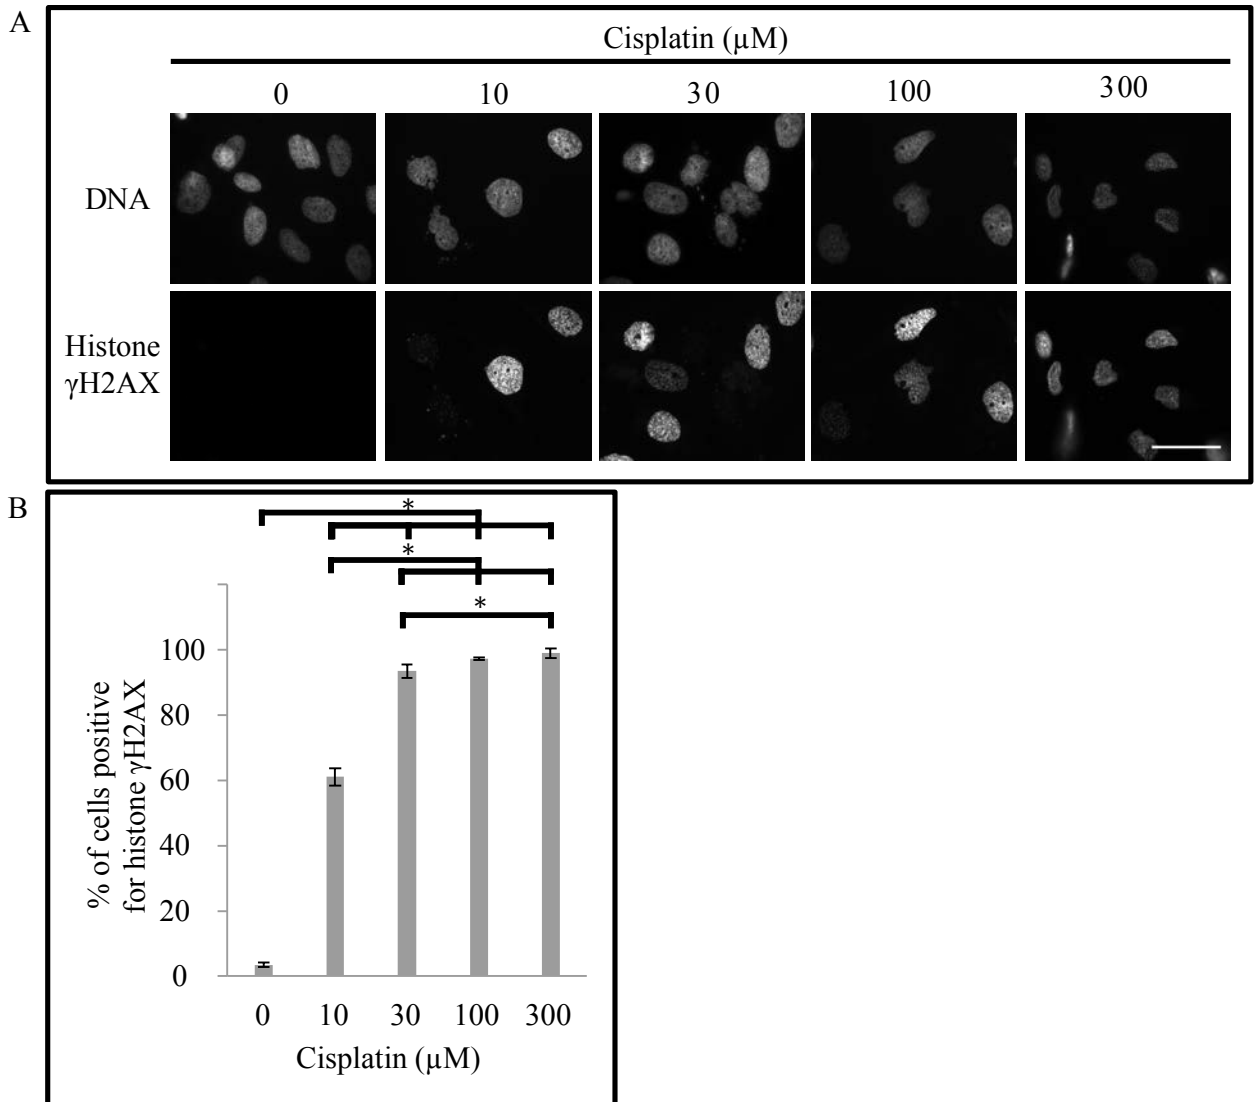 A
Cisplatin (µM)
0 10 30 100 300
DNA
Histone
γH2AX
B
*
*
*
% of cells positive
for histone γH2AX
100
80
60
40
20
0
0 10 30 100 300
Cisplatin (µM)